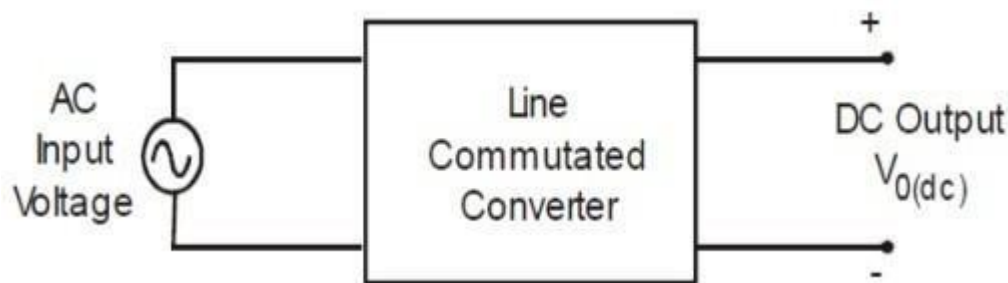 AC
Input
Voltage
Line
Commutated
Converter
+
DC Output
V0(dc)
-